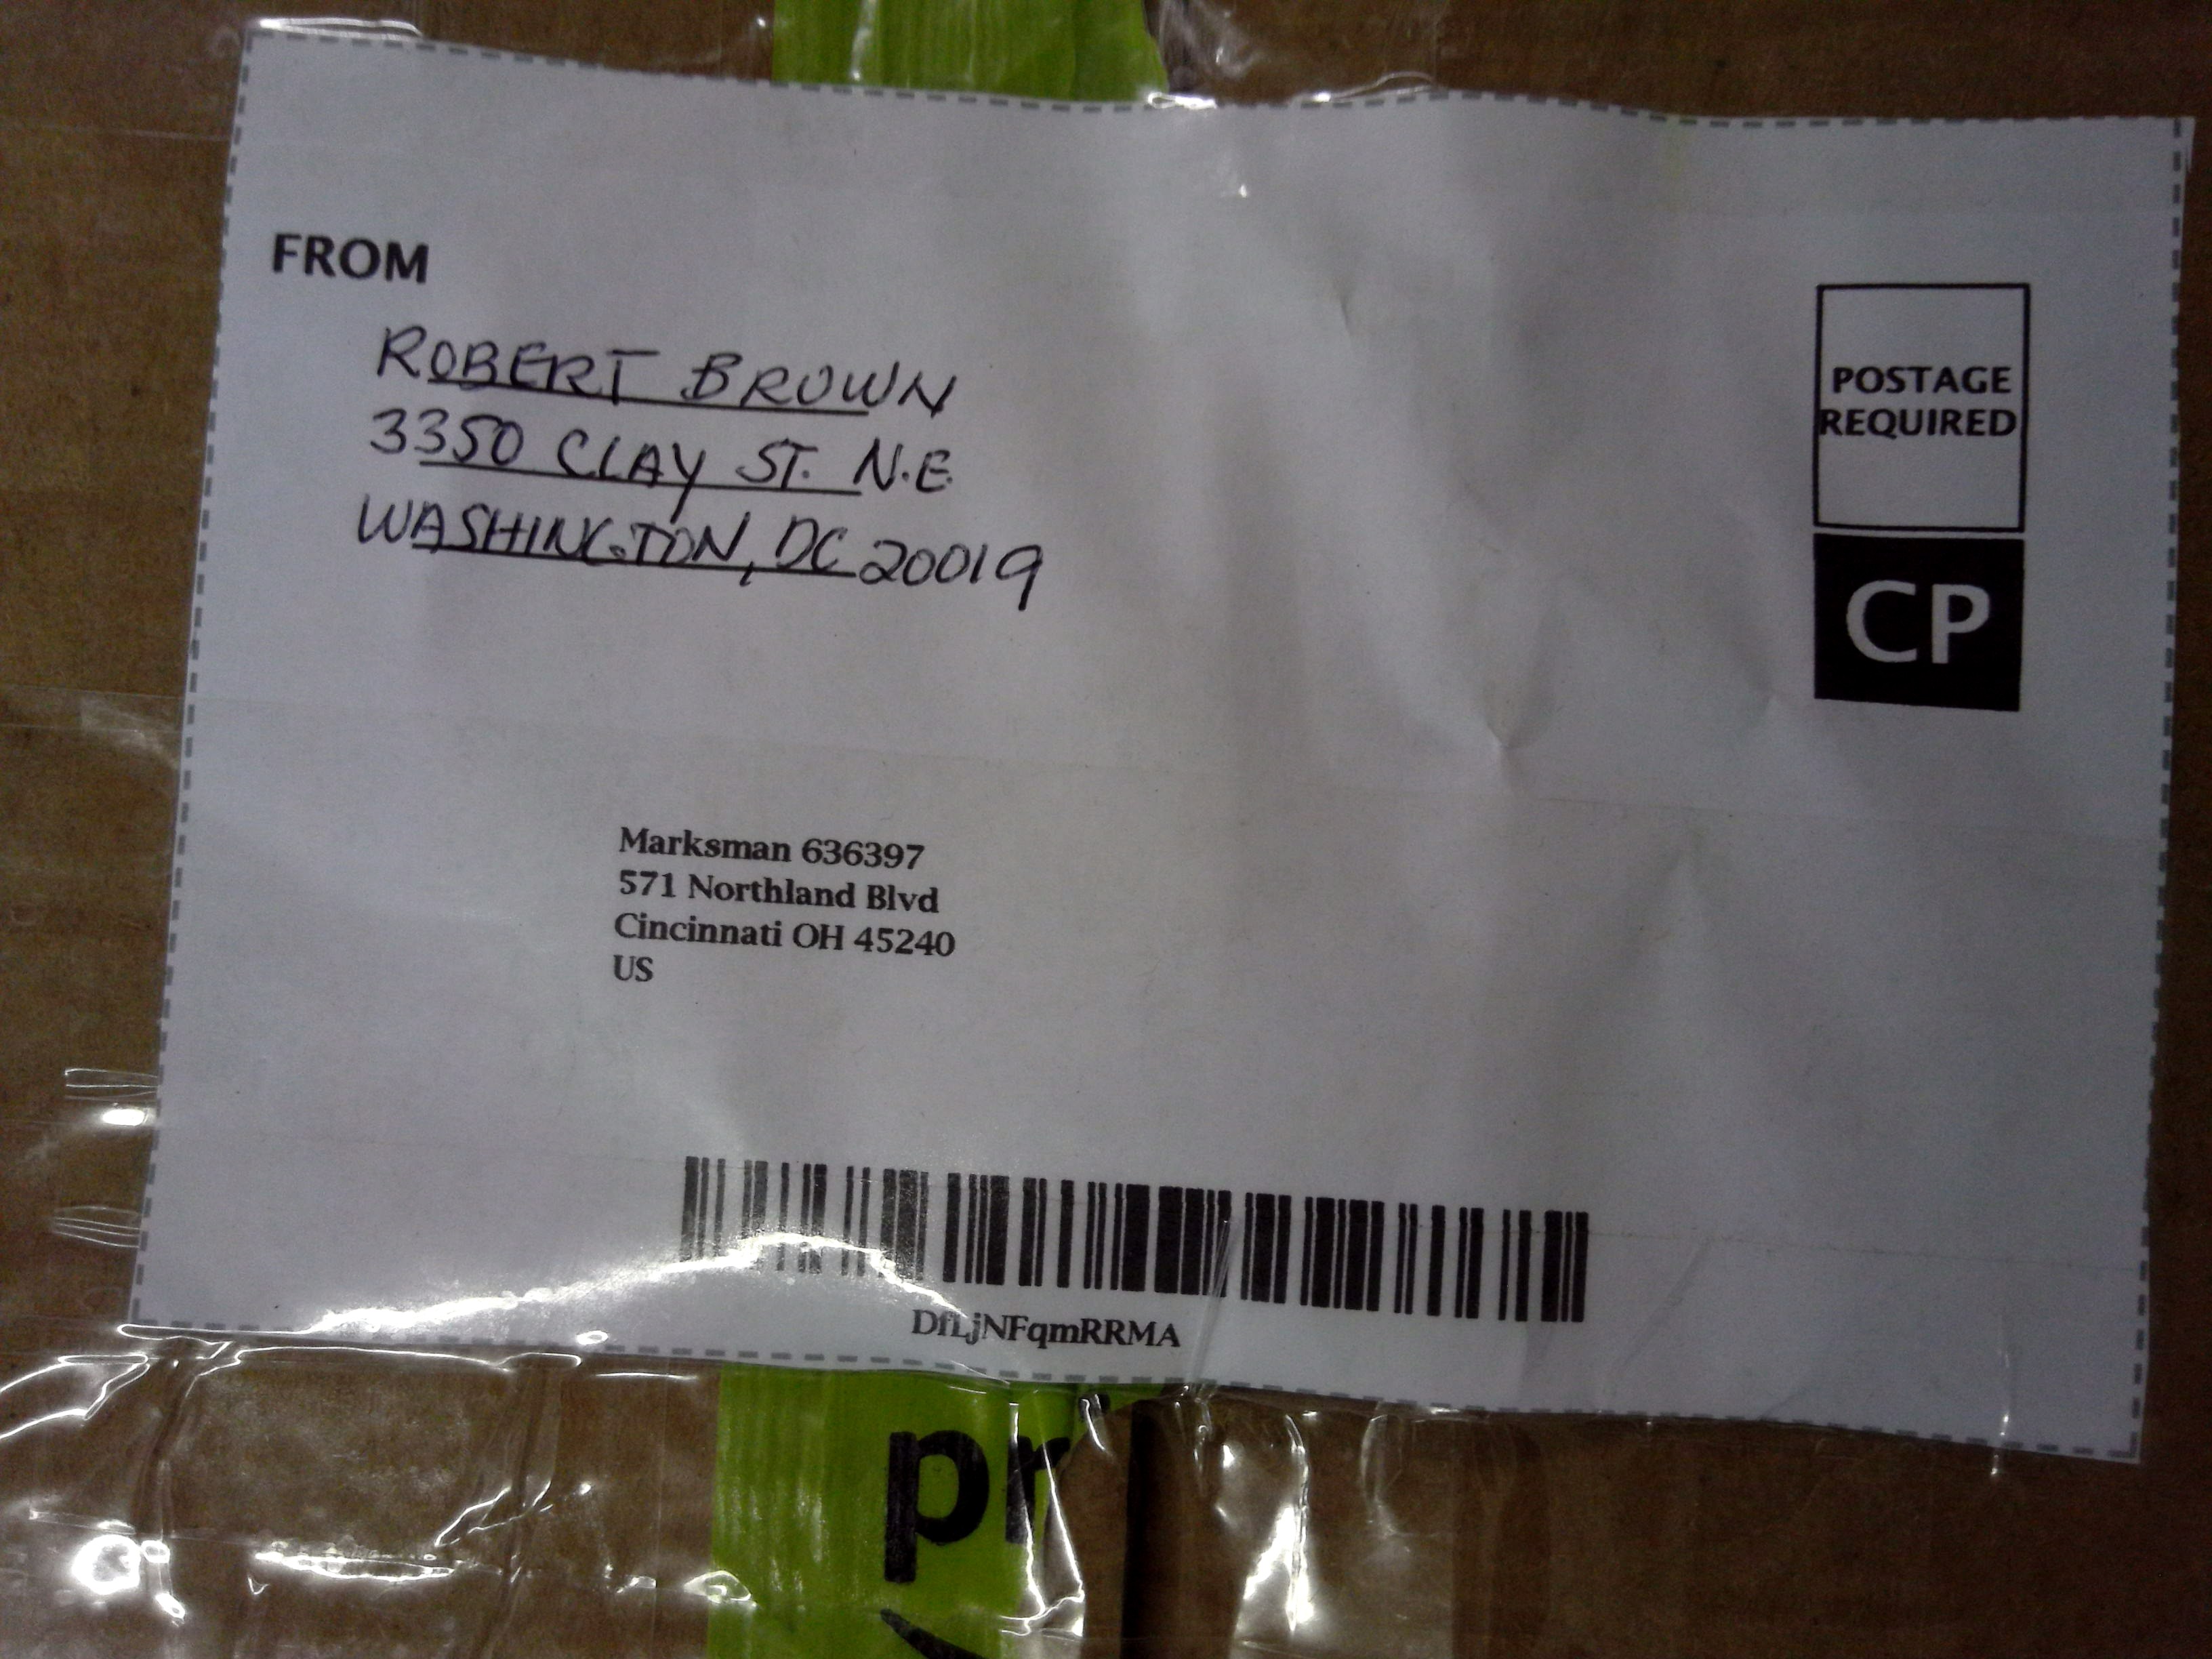 FROM
ROBERT BROWN
3350 CLAY ST. N.E.
WASHINGTON, DC 20019
POSTAGE
REQUIRED
CP
Marksman 636397
571 Northland Blvd
Cincinnati OH 45240
US
DfLjNFqmRRMA
pr